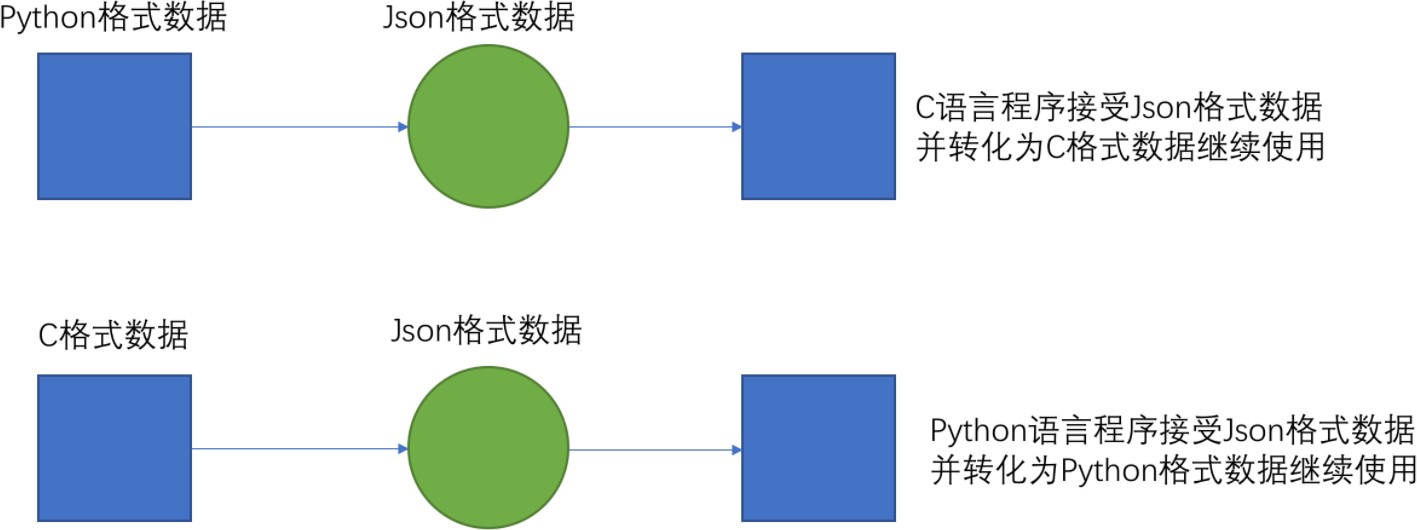 Python格式数据
Json格式数据
C语言程序接受Json格式数据
并转化为C格式数据继续使用
C格式数据
Json格式数据
Python语言程序接受Json格式数据
并转化为Python格式数据继续使用